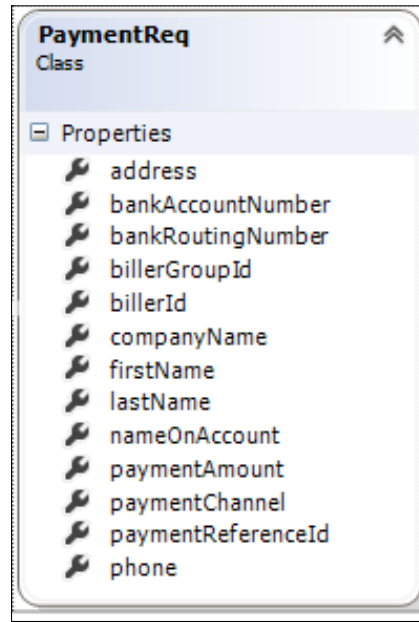 PaymentReq
Class
Properties
address
bankAccountNumber
bankRoutingNumber
billerGroupId
billerId
companyName
firstName
lastName
nameOnAccount
paymentAmount
paymentChannel
paymentReferenceId
phone